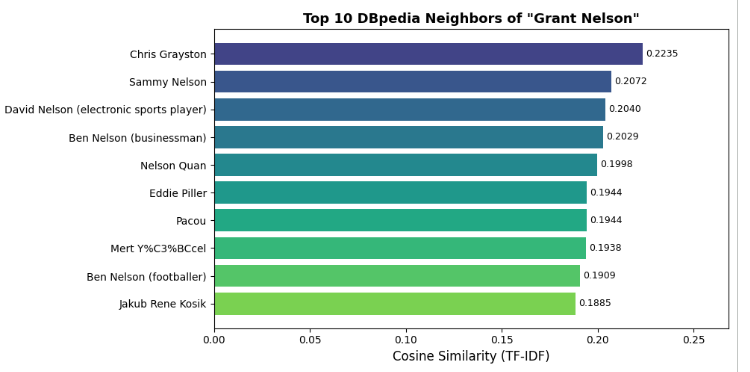 Top 10 DBpedia Neighbors of "Grant Nelson"
Chris Grayston 0.2235
Sammy Nelson 0.2072
David Nelson (electronic sports player) 0.2040
Ben Nelson (businessman) 0.2029
Nelson Quan 0.1998
Eddie Piller 0.1944
Pacou 0.1944
Mert Y%C3%BCcel 0.1938
Ben Nelson (footballer) 0.1909
Jakub Rene Kosik 0.1885
0.00 0.05 0.10 0.15 0.20 0.25
Cosine Similarity (TF-IDF)